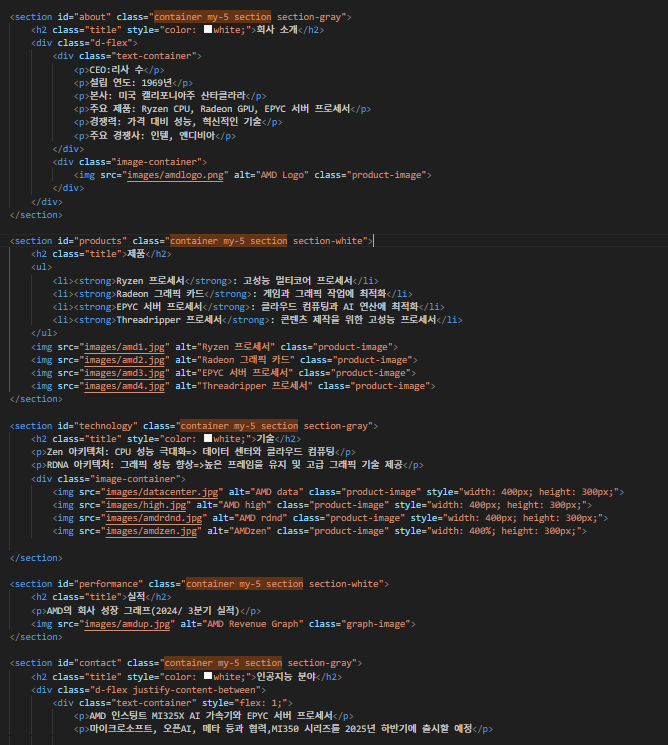 <section id="about" class="container my-5 section section-gray">
<h2 class="title" style="color: white;">회사 소개</h2>
<div class="d-flex">
<div class="text-container">
<p>CEO:리사 수</p>
<p>설립 연도: 1969년</p>
<p>본사: 미국 캘리포니아주 산타클라라</p>
<p>주요 제품: Ryzen CPU, Radeon GPU, EPYC 서버 프로세서</p>
<p>경쟁력: 가격 대비 성능, 혁신적인 기술</p>
<p>주요 경쟁사: 인텔, 엔디비아</p>
</div>
<div class="image-container">
<img src="images/amdlogo.png" alt="AMD Logo" class="product-image">
</div>
</div>
</section>
<section id="products" class="container my-5 section section-white">
<h2 class="title">제품</h2>
<ul>
<li><strong>Ryzen 프로세서</strong>: 고성능 멀티코어 프로세서</li>
<li><strong>Radeon 그래픽 카드</strong>: 게임과 그래픽 작업에 최적화</li>
<li><strong>EPYC 서버 프로세서</strong>: 클라우드 컴퓨팅과 AI 연산에 최적화</li>
<li><strong>Threadripper 프로세서</strong>: 콘텐츠 제작을 위한 고성능 프로세서</li>
</ul>
<img src="images/amd1.jpg" alt="Ryzen 프로세서" class="product-image">
<img src="images/amd2.jpg" alt="Radeon 그래픽 카드" class="product-image">
<img src="images/amd3.jpg" alt="EPYC 서버 프로세서" class="product-image">
<img src="images/amd4.jpg" alt="Threadripper 프로세서" class="product-image">
</section>
<section id="technology" class="container my-5 section section-gray">
<h2 class="title" style="color: white;">기술</h2>
<p>Zen 아키텍처: CPU 성능 극대화=> 데이터 센터와 클라우드 컴퓨팅</p>
<p>RDNA 아키텍처: 그래픽 성능 향상=>높은 프레임을 유지 및 고급 그래픽 기술 제공</p>
<div class="image-container">
<img src="images/datacenter.jpg" alt="AMD data" class="product-image" style="width: 400px; height: 300px;">
<img src="images/high.jpg" alt="AMD high" class="product-image" style="width: 400px; height: 300px;">
<img src="images/amdrdnd.jpg" alt="AMD rdnd" class="product-image" style="width: 400px; height: 300px;">
<img src="images/amdzen.jpg" alt="AMDzen" class="product-image" style="width: 400%; height: 300px;">
</section>
<section id="performance" class="container my-5 section section-white">
<h2 class="title">실적</h2>
<p>AMD의 회사 성장 그래프(2024/ 3분기 실적)</p>
<img src="images/amdup.jpg" alt="AMD Revenue Graph" class="graph-image">
</section>
<section id="contact" class="container my-5 section section-gray">
<h2 class="title" style="color: white;">인공지능 분야</h2>
<div class="d-flex justify-content-between">
<div class="text-container" style="flex: 1;">
<p>AMD 인스팅트 MI325X AI 가속기와 EPYC 서버 프로세서</p>
<p>마이크로소프트, 오픈AI, 메타 등과 협력,MI350 시리즈를 2025년 하반기에 출시할 예정</p>